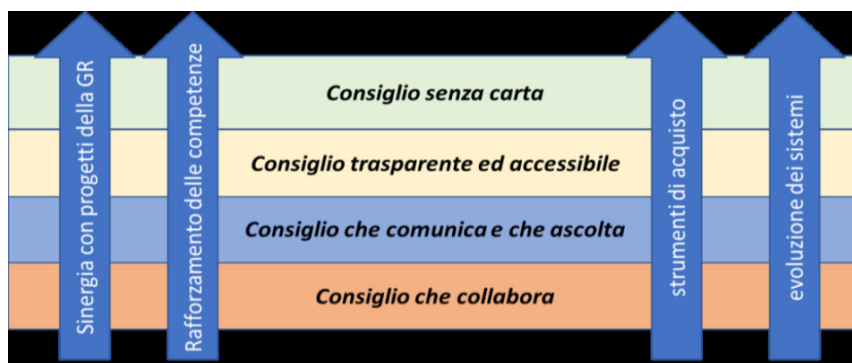 Sinergia con progetti della GR
Rafforzamento delle competenze
Consiglio senza carta
Consiglio trasparente ed accessibile
Consiglio che comunica e che ascolta
Consiglio che collabora
strumenti di acquisto
evoluzione dei sistemi